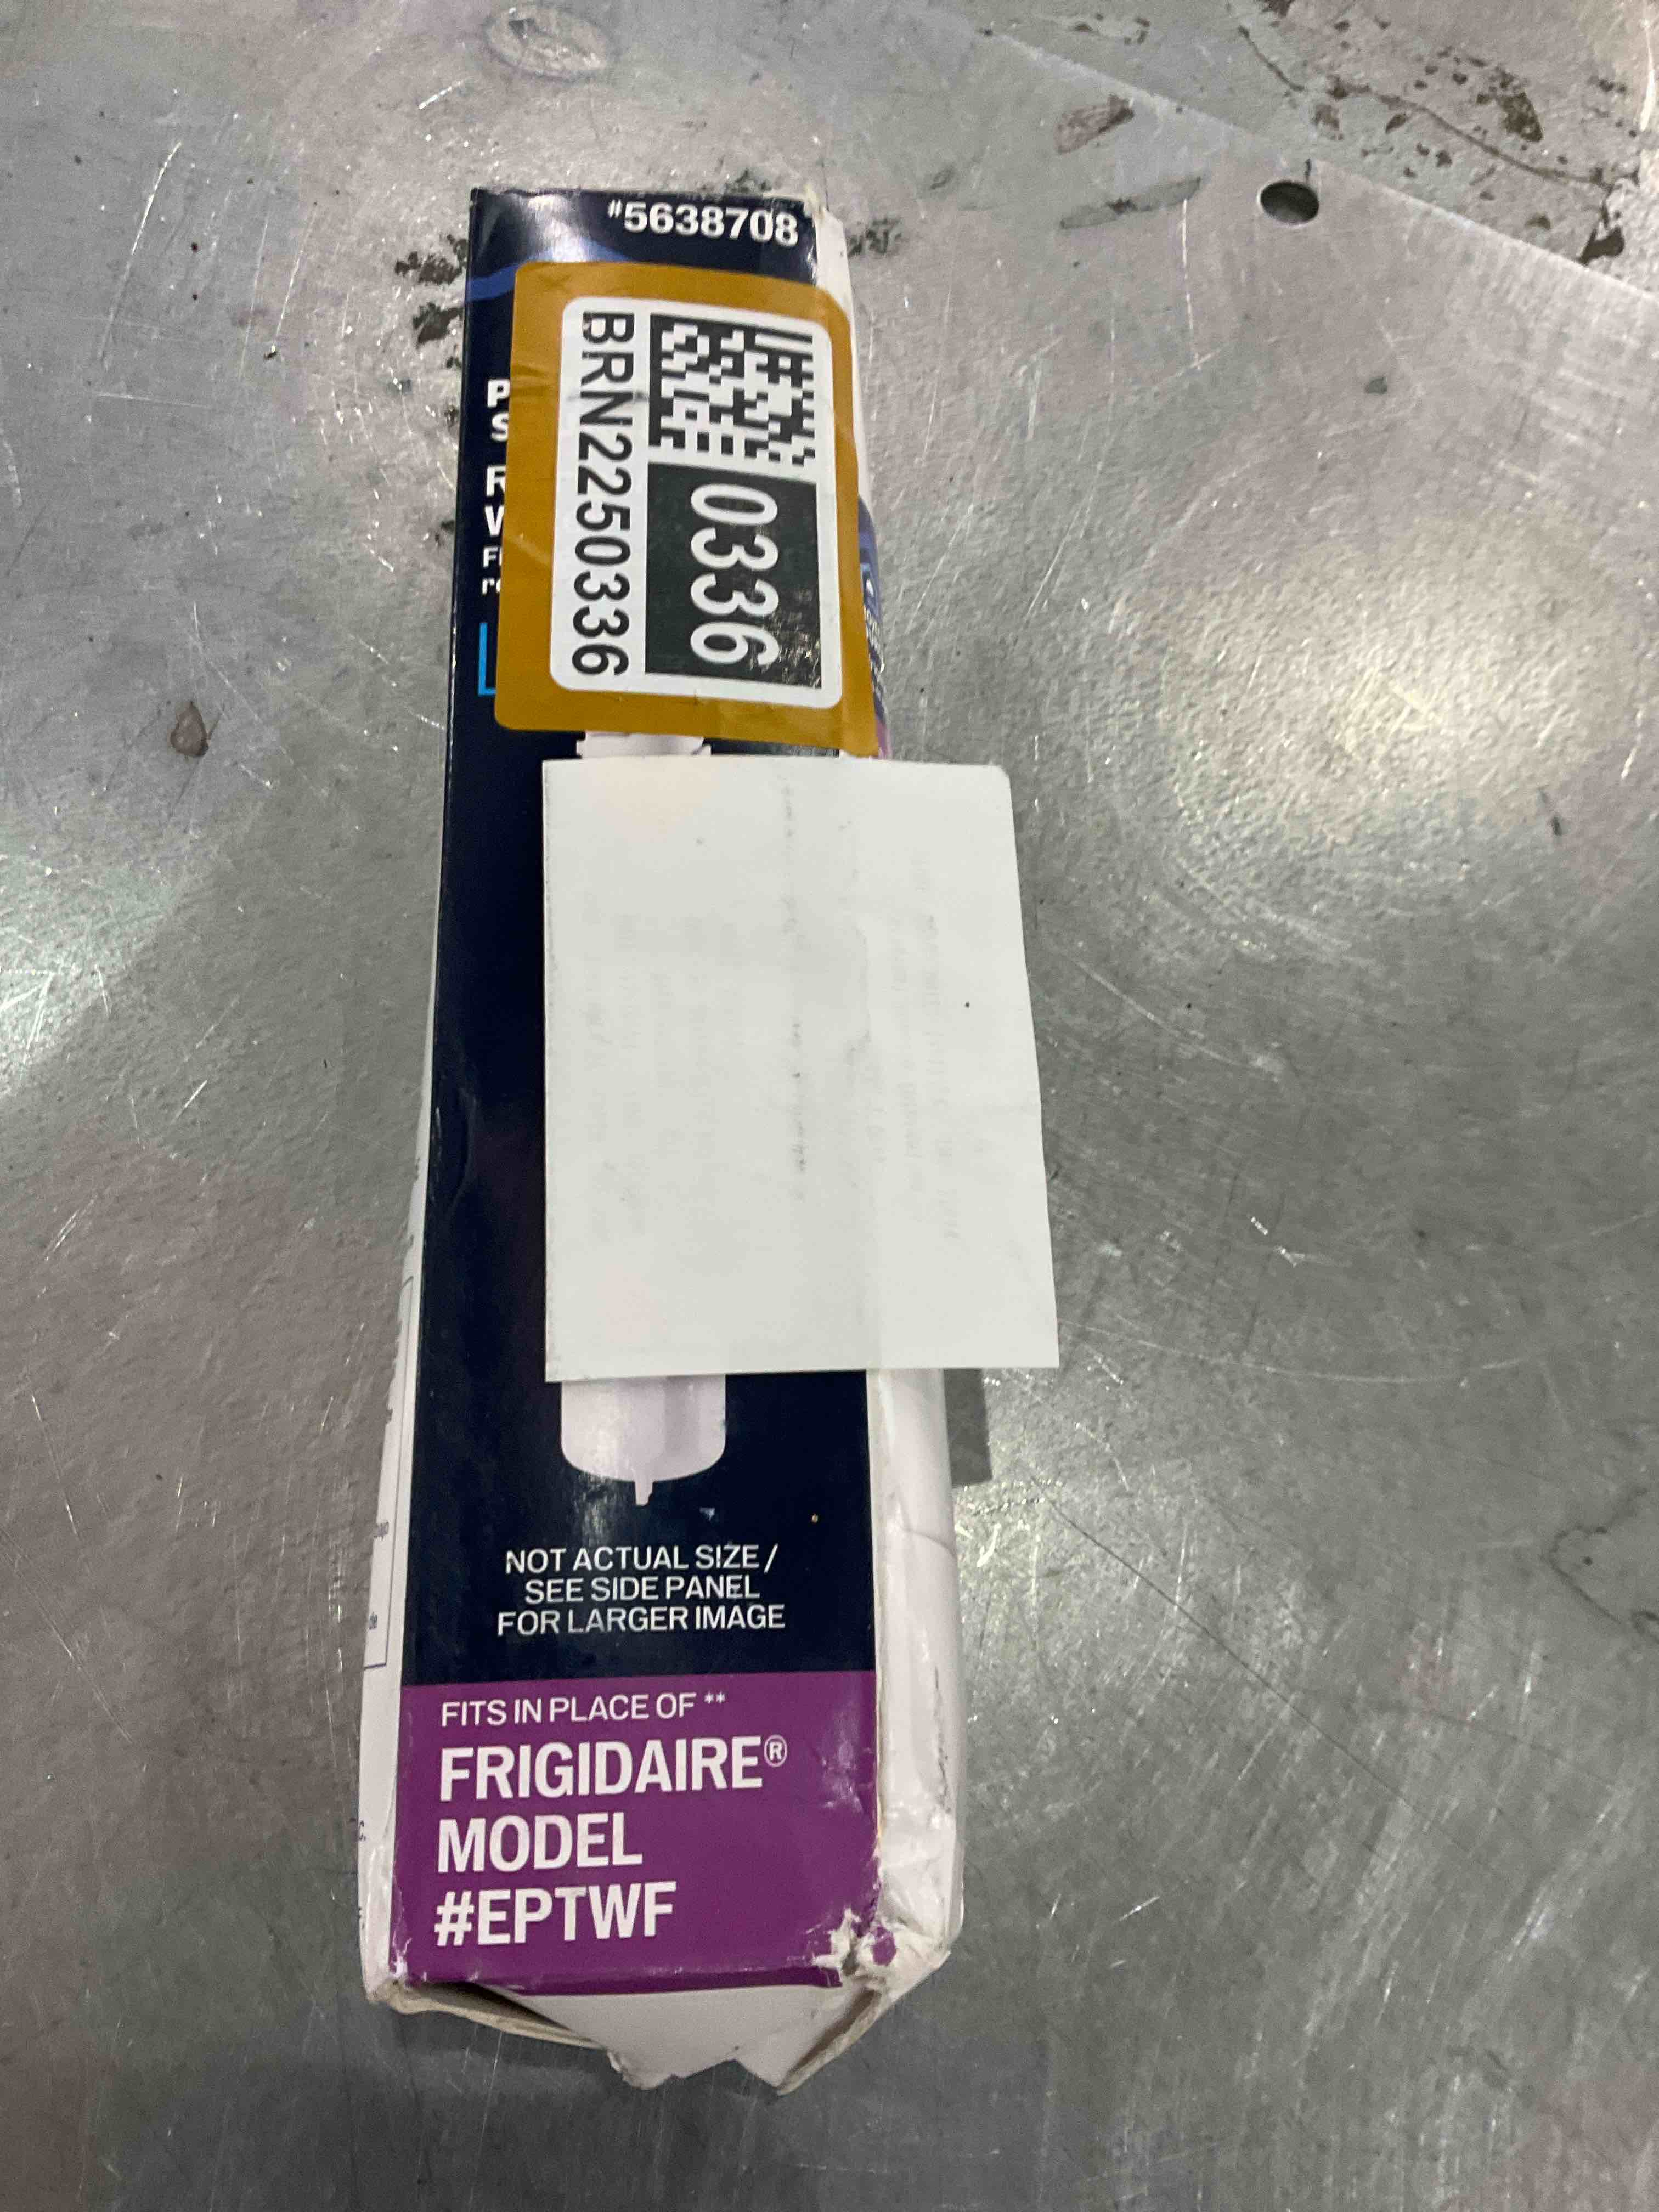 #5638708
BRN2250336
0336
NOT ACTUAL SIZE /
SEE SIDE PANEL
FOR LARGER IMAGE
FITS IN PLACE OF **
FRIGIDAIRE®
MODEL
#EPTWF